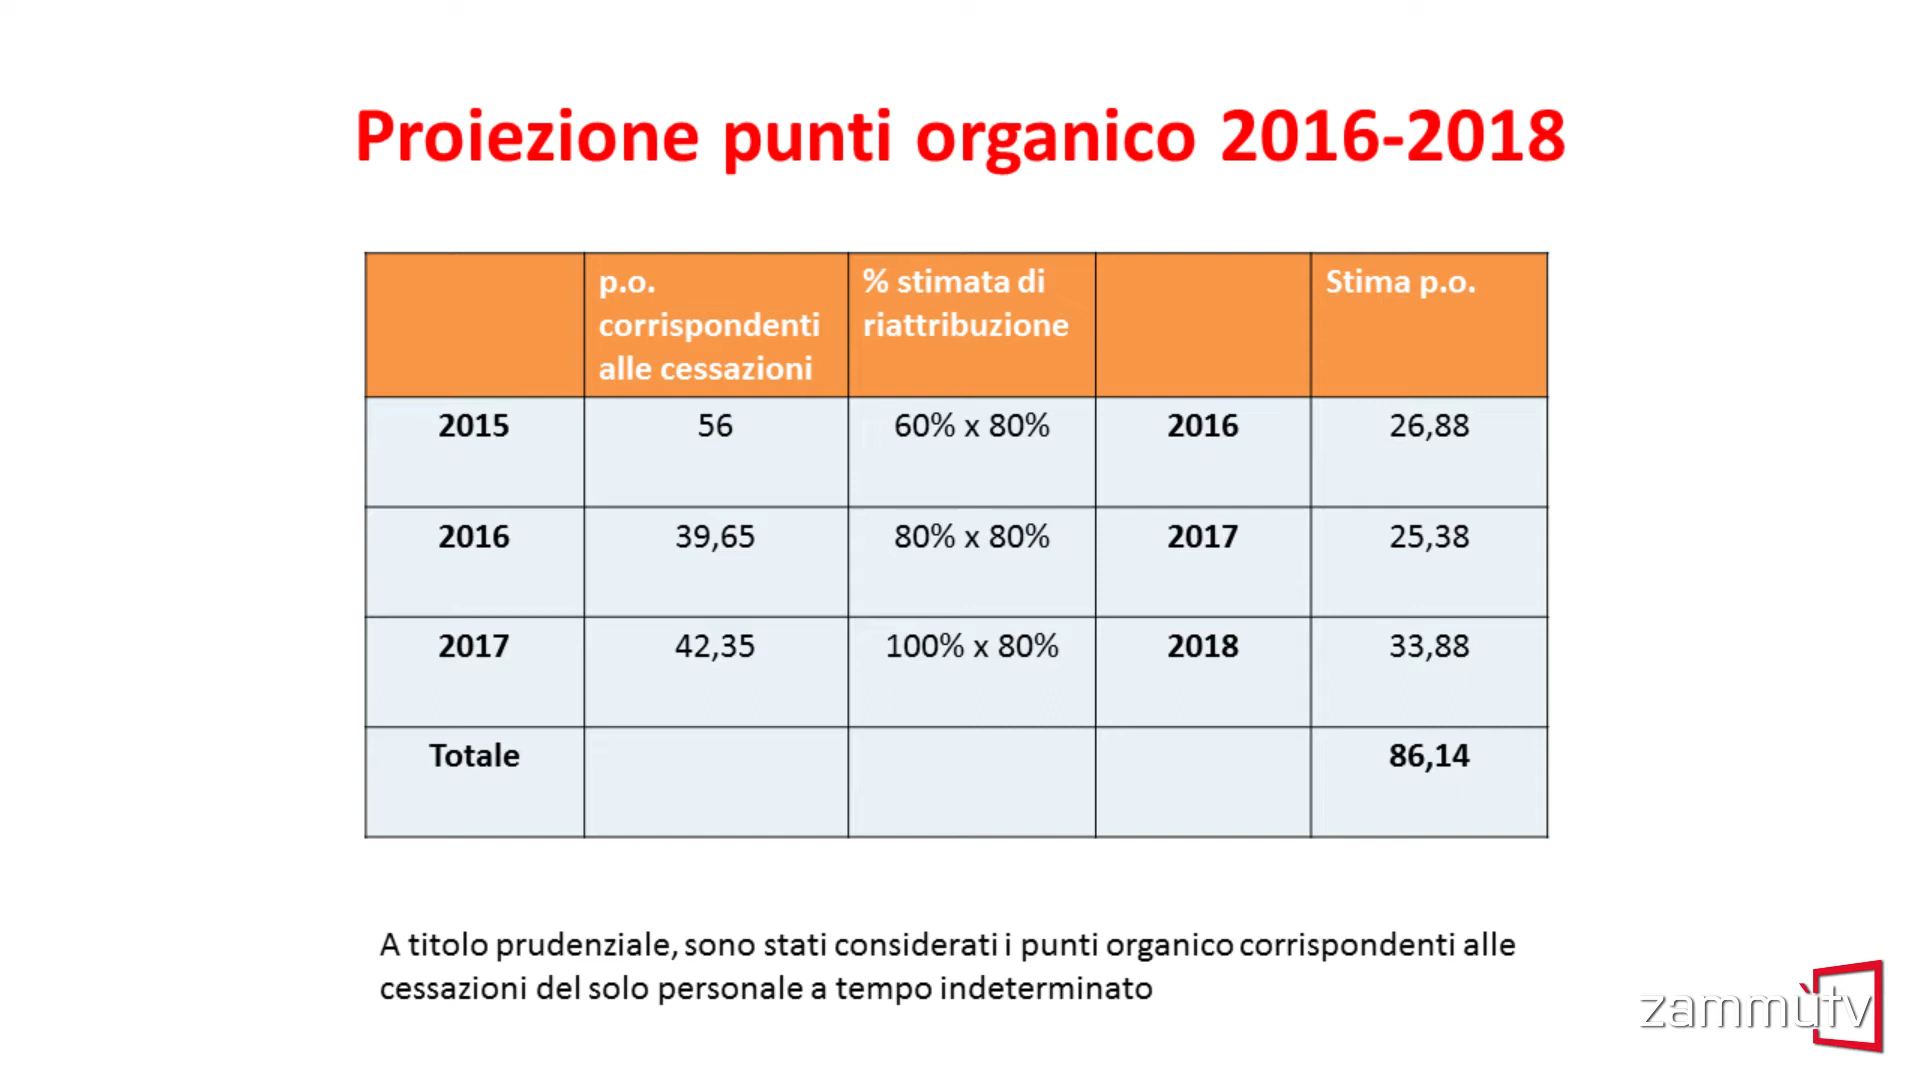 Proiezione punti organico 2016-2018
p.o. corrispondenti alle cessazioni % stimata di riattribuzione Stima p.o.
2015 56 60% x 80% 2016 26,88
2016 39,65 80% x 80% 2017 25,38
2017 42,35 100% x 80% 2018 33,88
Totale 86,14
A titolo prudenziale, sono stati considerati i punti organico corrispondenti alle
cessazioni del solo personale a tempo indeterminato
zammùtv